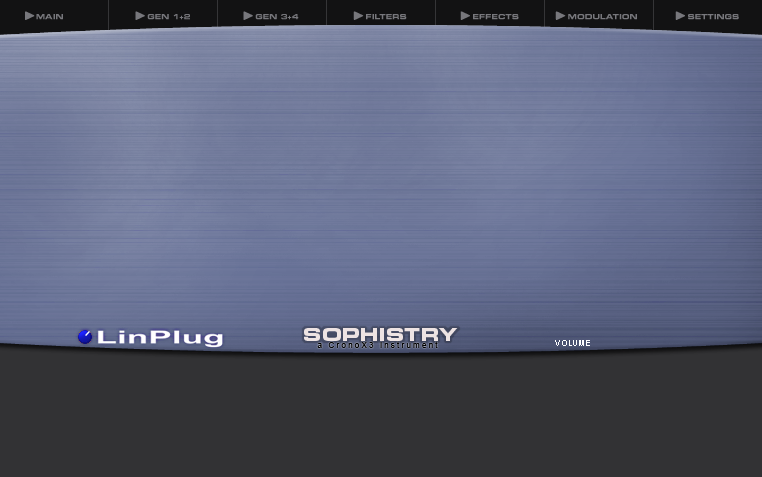 MAIN GEN 1+2 GEN 3+4 FILTERS EFFECTS MODULATION SETTINGS
LinPlug SOPHISTRY
a CronoX3 Instrument VOLUME